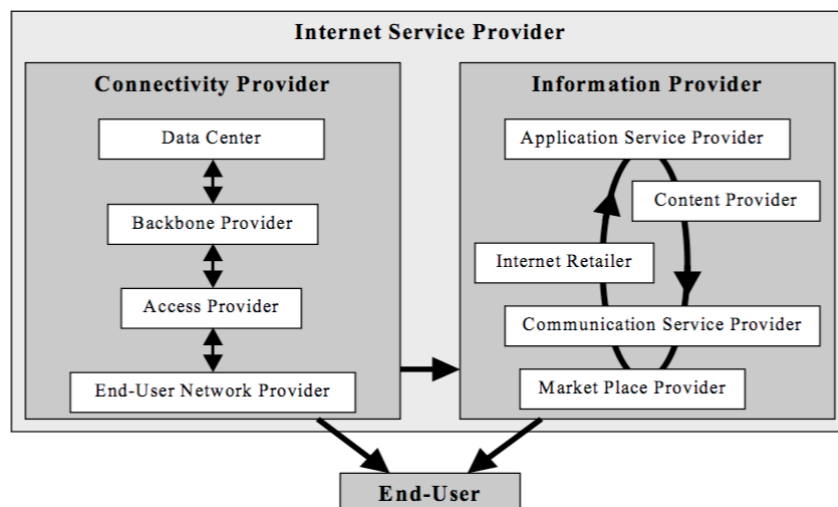 Internet Service Provider
Connectivity Provider
Data Center
Backbone Provider
Access Provider
End-User Network Provider
Information Provider
Application Service Provider
Content Provider
Internet Retailer
Communication Service Provider
Market Place Provider
End-User